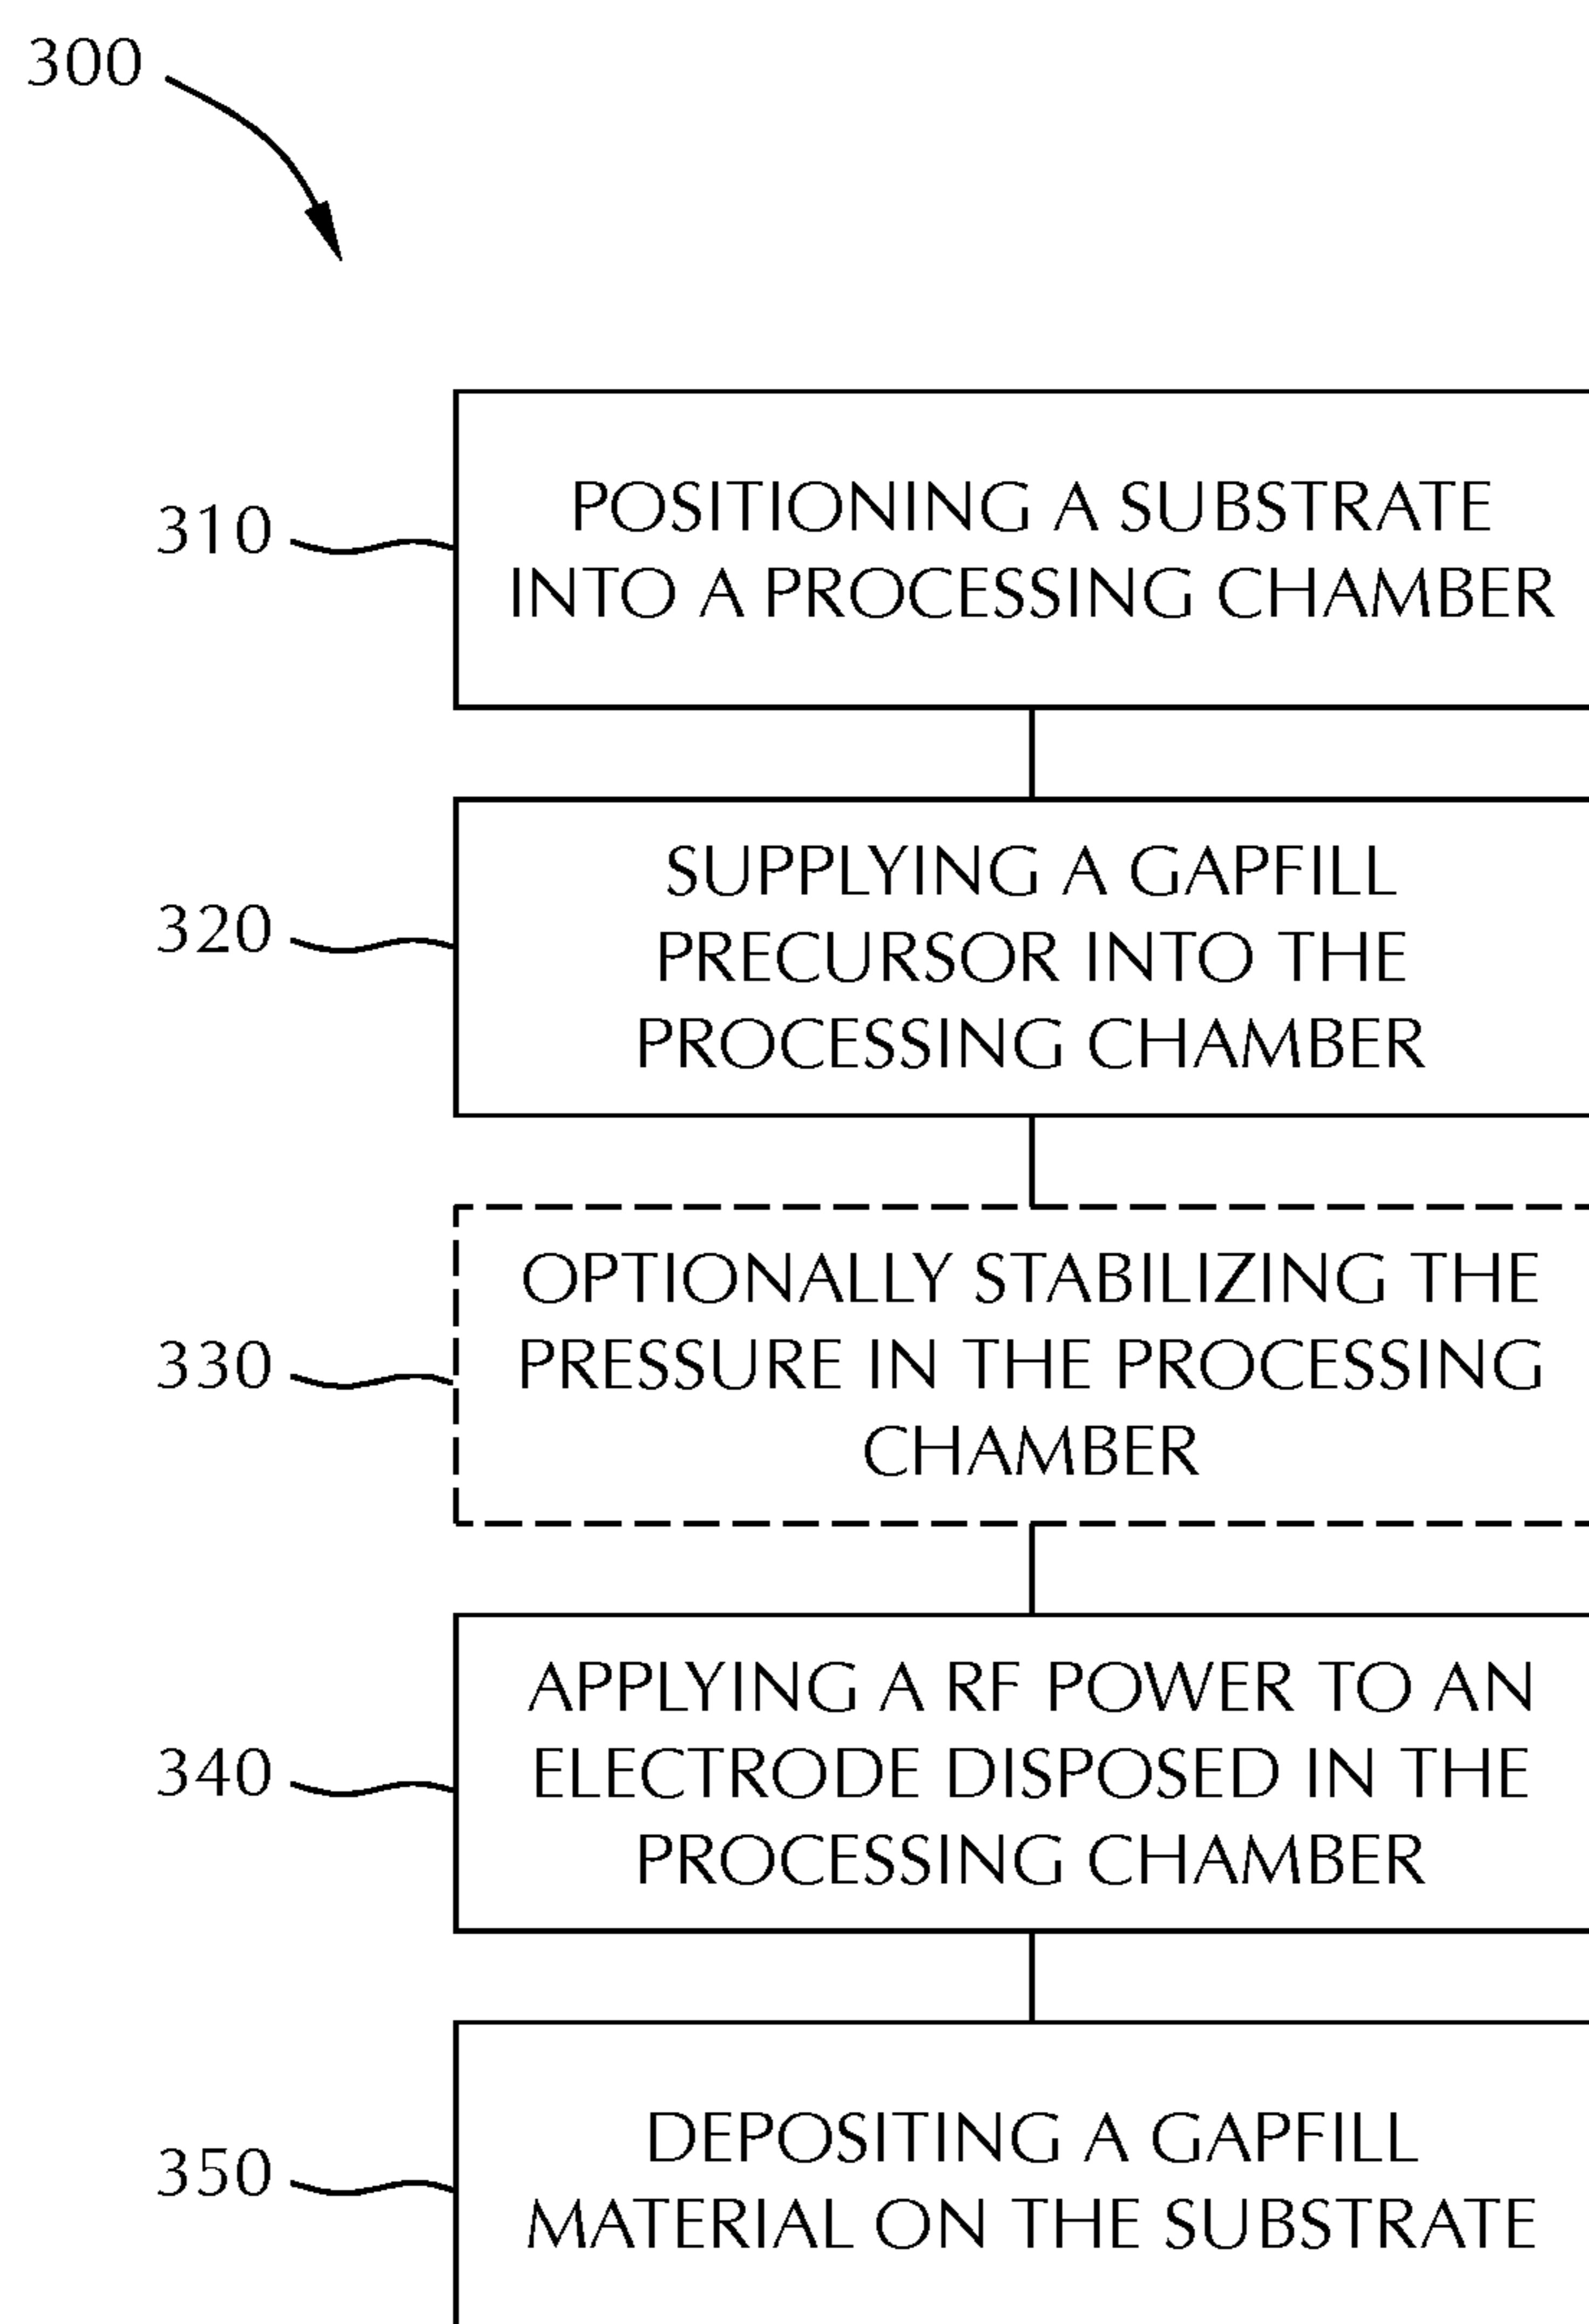 300
310
POSITIONING A SUBSTRATE
INTO A PROCESSING CHAMBER
320
SUPPLYING A GAPFILL
PRECURSOR INTO THE
PROCESSING CHAMBER
330
OPTIONALLY STABILIZING THE
PRESSURE IN THE PROCESSING
CHAMBER
340
APPLYING A RF POWER TO AN
ELECTRODE DISPOSED IN THE
PROCESSING CHAMBER
350
DEPOSITING A GAPFILL
MATERIAL ON THE SUBSTRATE